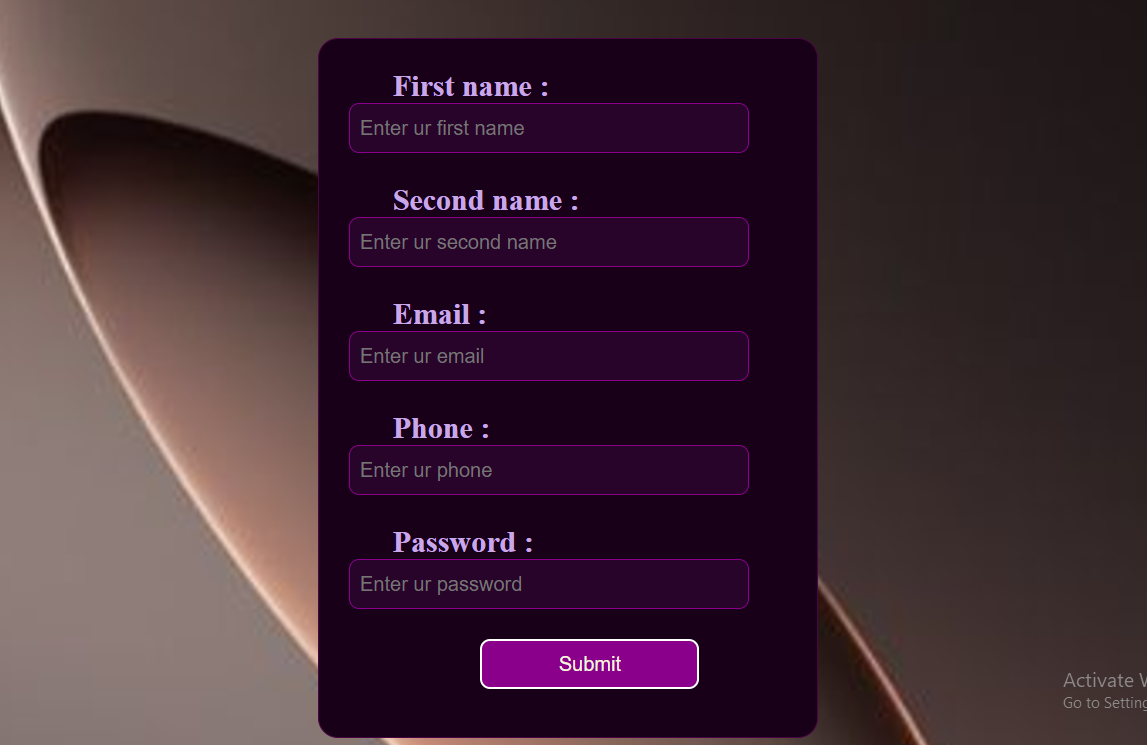 First name :
Enter ur first name
Second name :
Enter ur second name
Email :
Enter ur email
Phone :
Enter ur phone
Password :
Enter ur password
Submit
Activate
Go to Setting